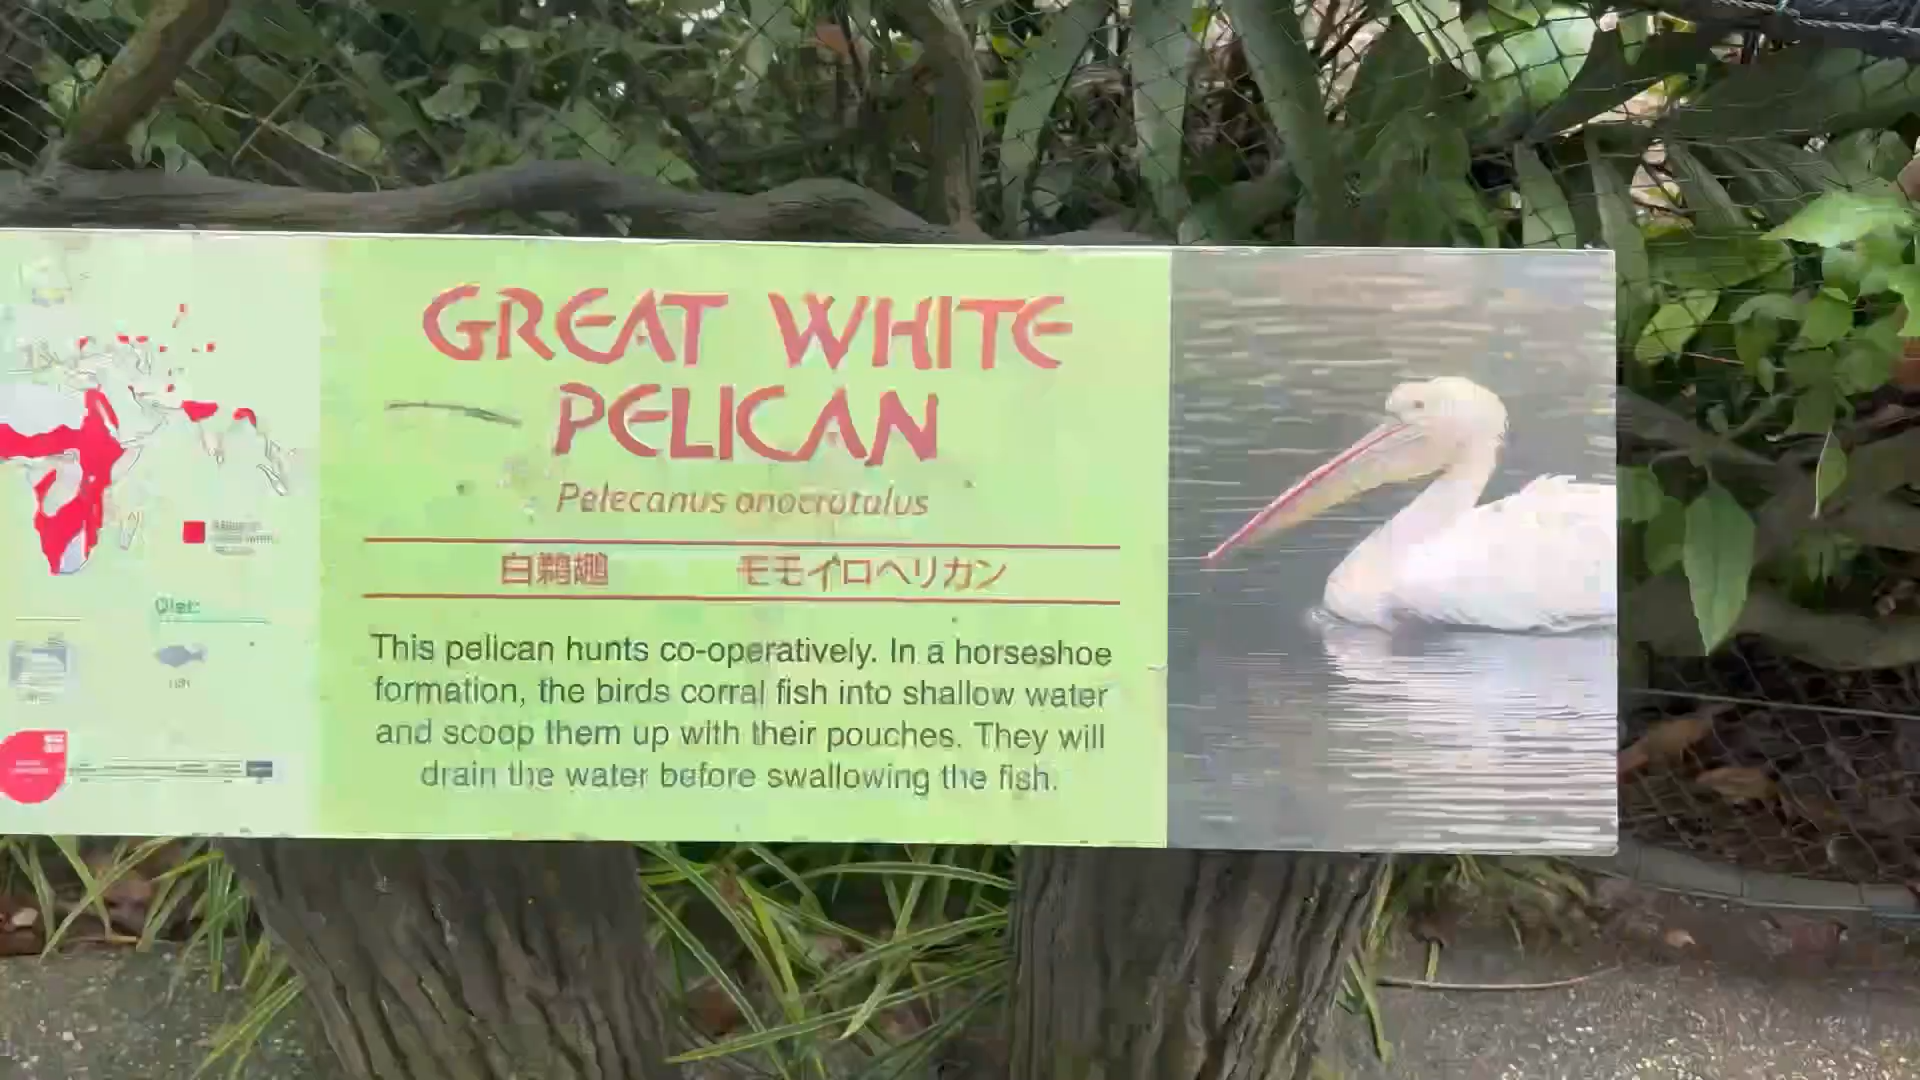 GREAT WHITE
PELICAN
Pelecanus onocrotalus
白鹈鹕 モモイロペリカン
This pelican hunts co-operatively. In a horseshoe
formation, the birds corral fish into shallow water
and scoop them up with their pouches. They will
drain the water before swallowing the fish.
Diet: